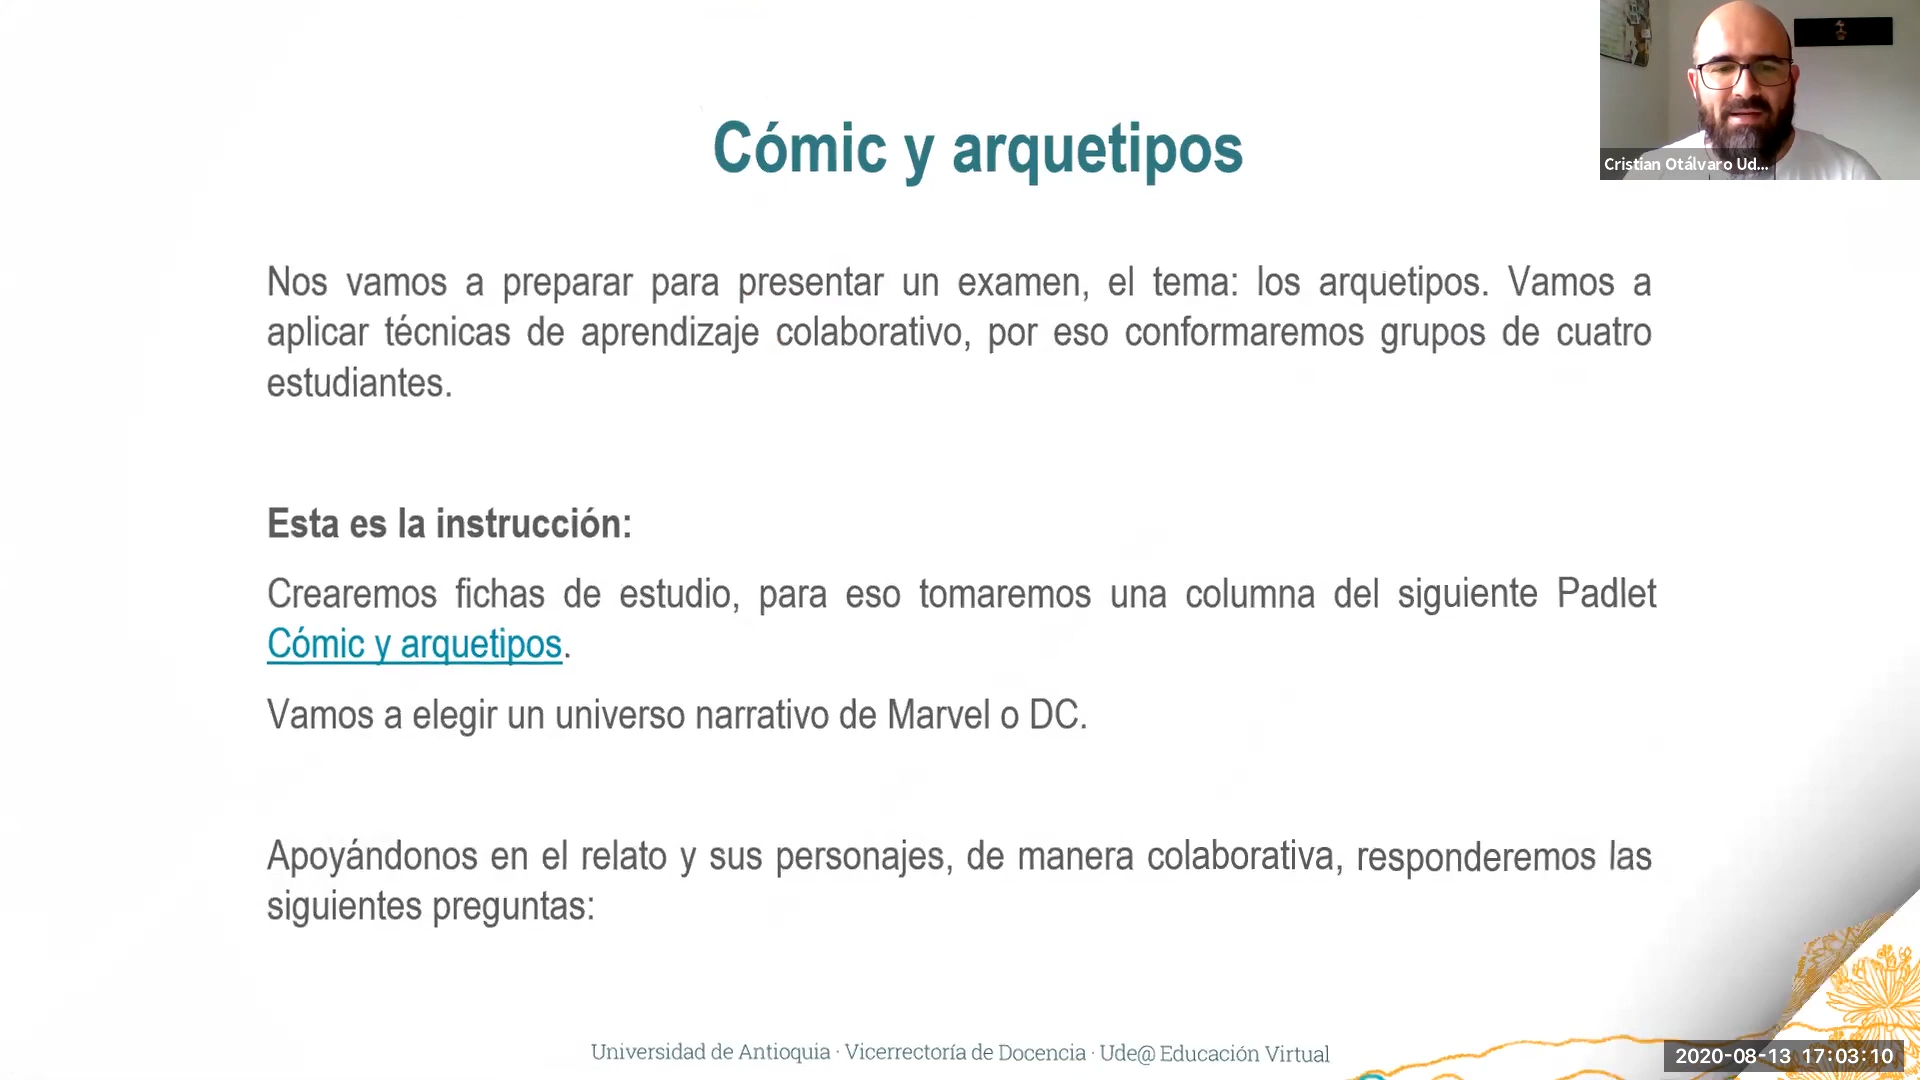 Cómic y arquetipos
Cristian Otálvaro Ud...
Nos vamos a preparar para presentar un examen, el tema: los arquetipos. Vamos a
aplicar técnicas de aprendizaje colaborativo, por eso conformaremos grupos de cuatro
estudiantes.
Esta es la instrucción:
Crearemos fichas de estudio, para eso tomaremos una columna del siguiente Padlet
Cómic y arquetipos.
Vamos a elegir un universo narrativo de Marvel o DC.
Apoyándonos en el relato y sus personajes, de manera colaborativa, responderemos las
siguientes preguntas:
Universidad de Antioquia · Vicerrectoría de Docencia · Ude@ Educación Virtual
2020-08-13 17:03:10